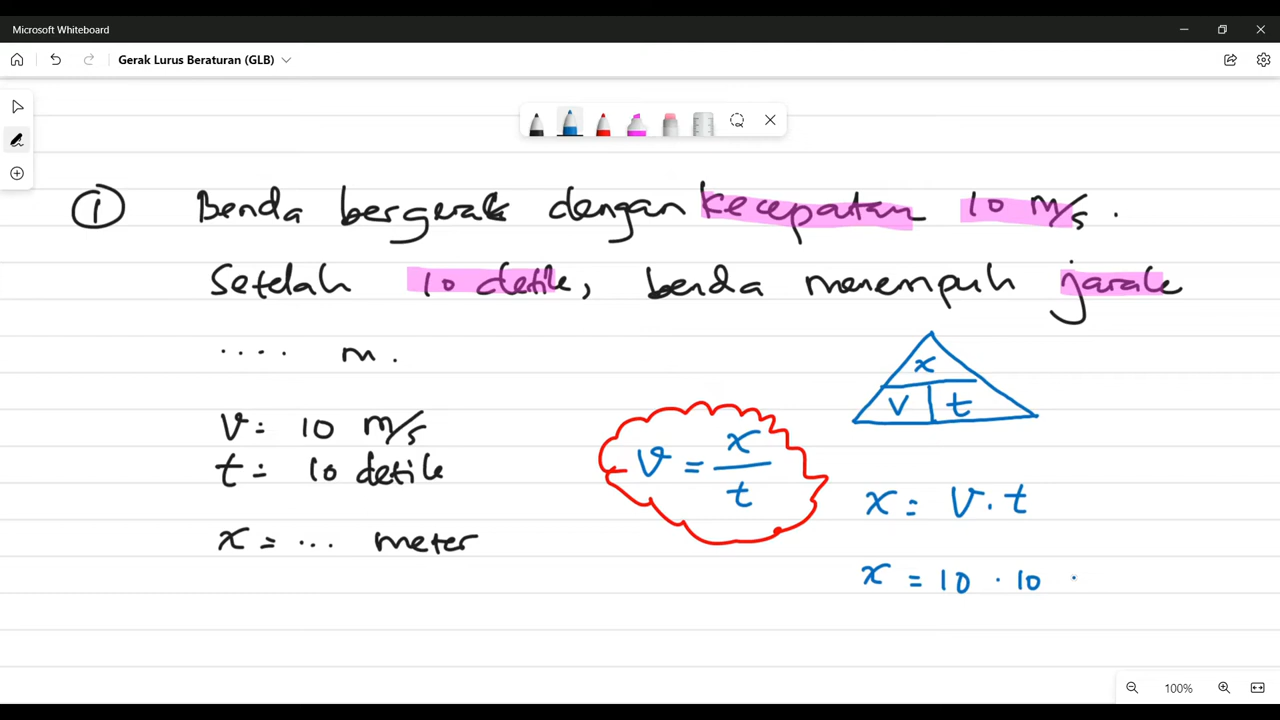 Microsoft Whiteboard
Gerak Lurus Beraturan (GLB)
1 Benda bergerak dengan kecepatan 10 m/s.
Setelah 10 detik, benda menempuh jarak
.... m.
x
v t
v = 10 m/s
t = 10 detik
v = x/t
x = v . t
x = ... meter
x = 10 . 10
100%